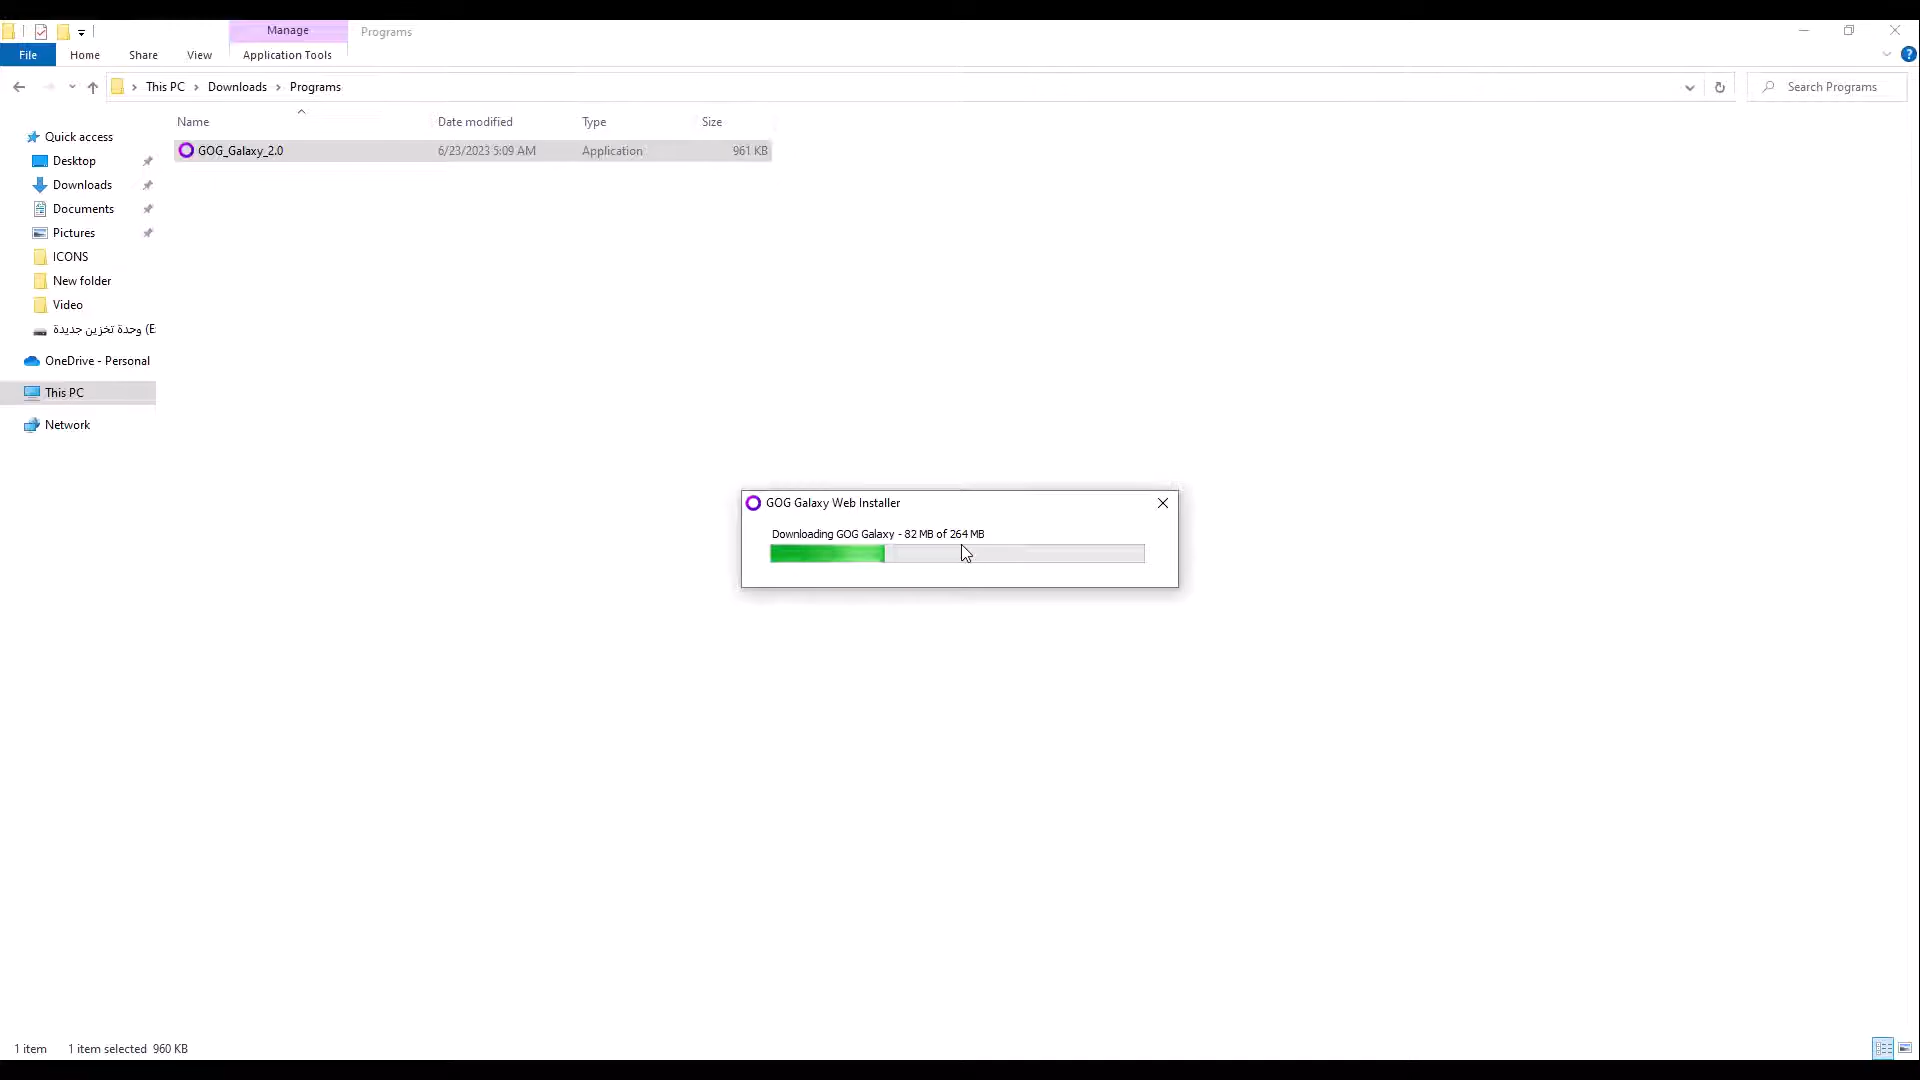 Manage
Programs
File
Home
Share
View
Application Tools
This PC
Downloads
Programs
Search Programs
Name
Date modified
Type
Size
GOG_Galaxy_2.0
6/23/2023 5:09 AM
Application
961 KB
Quick access
Desktop
Downloads
Documents
Pictures
ICONS
New folder
Video
وحدة تخزين جديدة (E:
OneDrive - Personal
This PC
Network
GOG Galaxy Web Installer
Downloading GOG Galaxy - 82 MB of 264 MB
1 item
1 item selected 960 KB